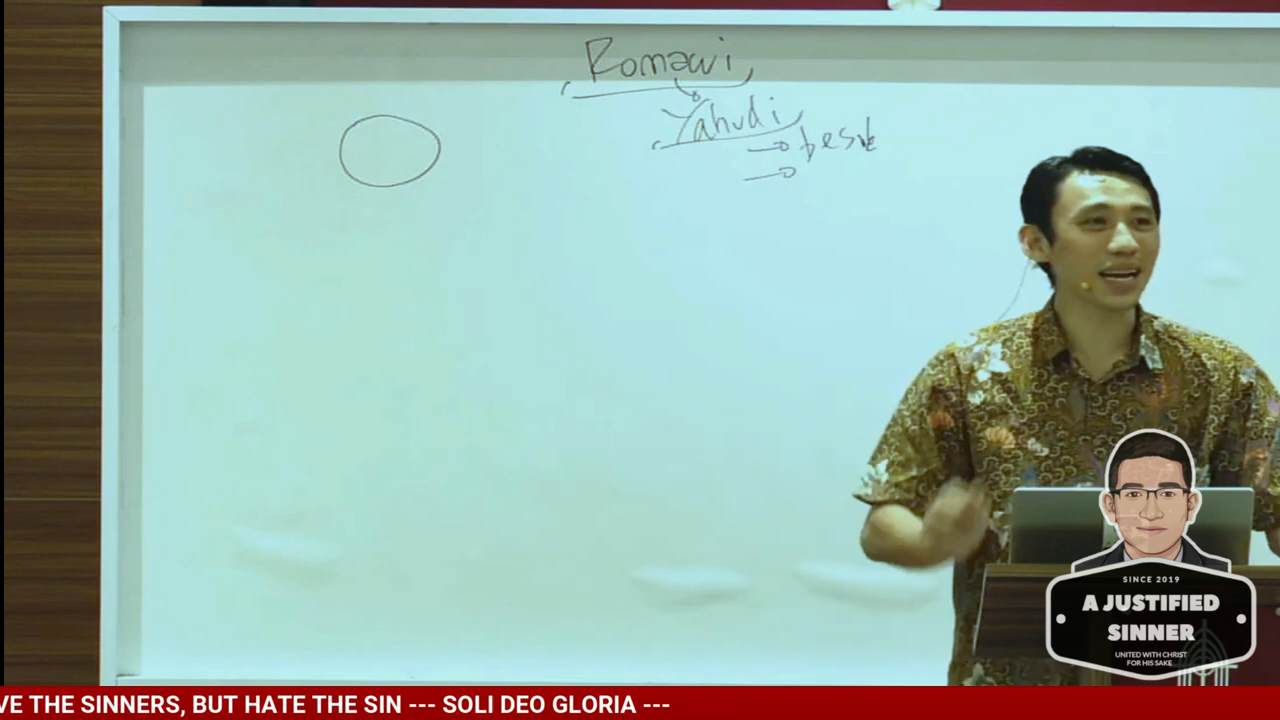 Romawi
Yahudi
SINCE 2019
A JUSTIFIED
SINNER
UNITED WITH CHRIST
FOR HIS SAKE
VE THE SINNERS, BUT HATE THE SIN --- SOLI DEO GLORIA ---